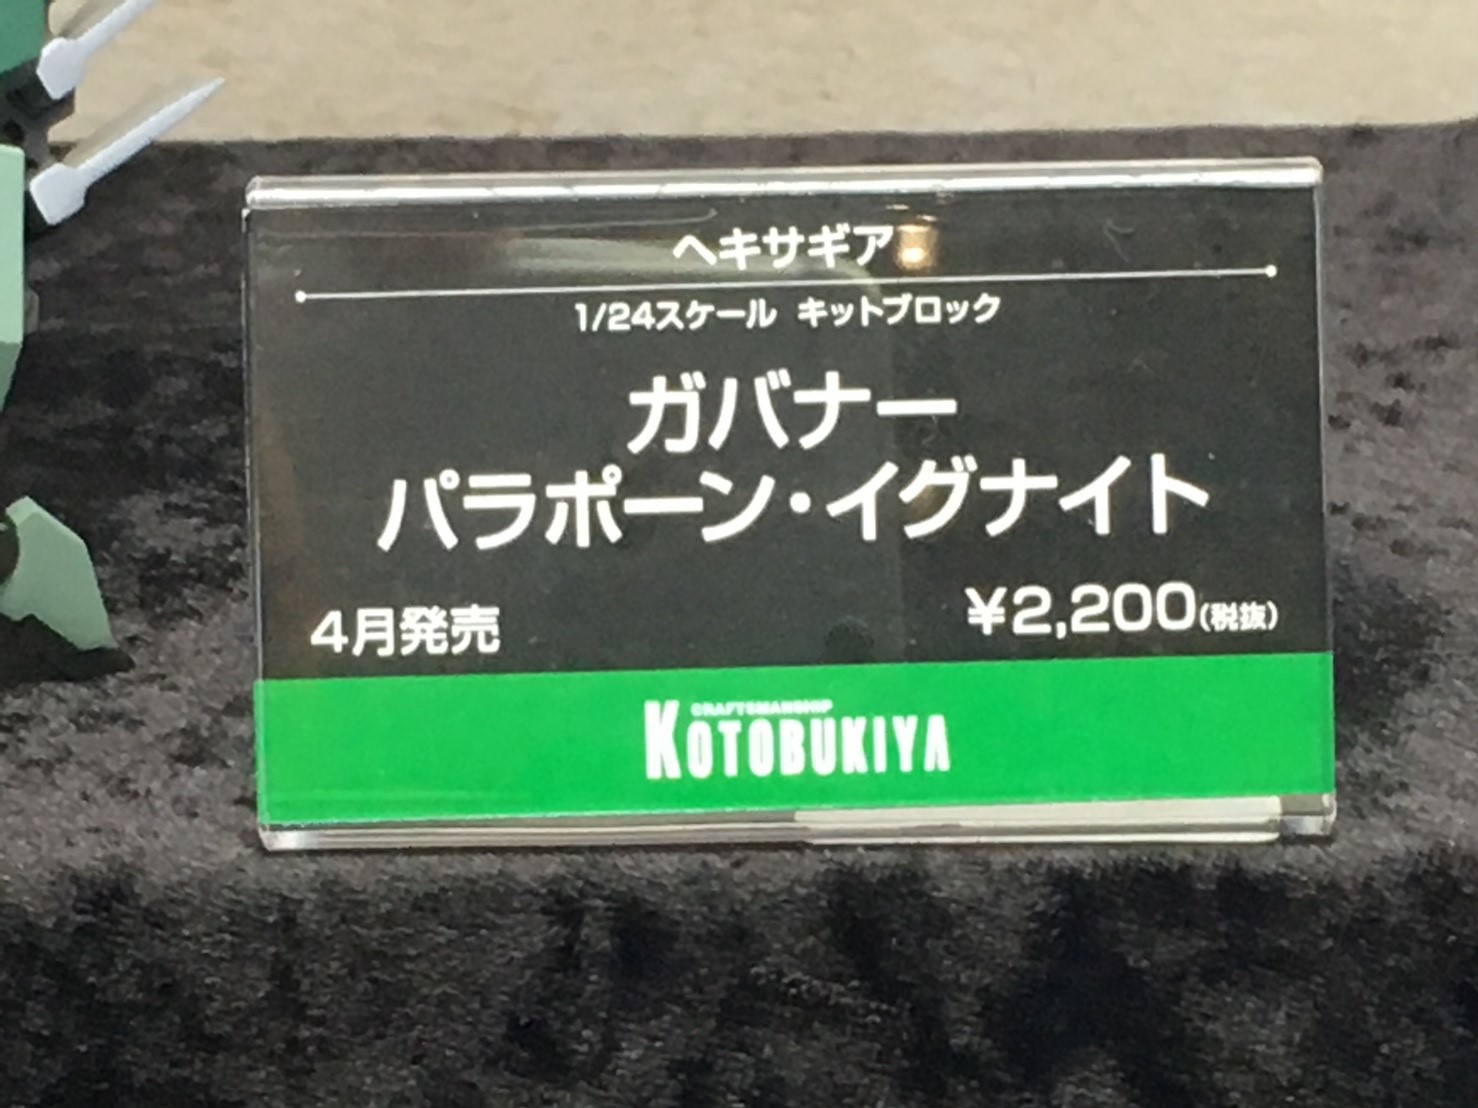 ヘキサギア
1/24スケール キットブロック
ガバナー
パラポーン・イグナイト
4月発売
¥2,200(税抜)
CRAFTSMANSHIP
KOTOBUKIYA